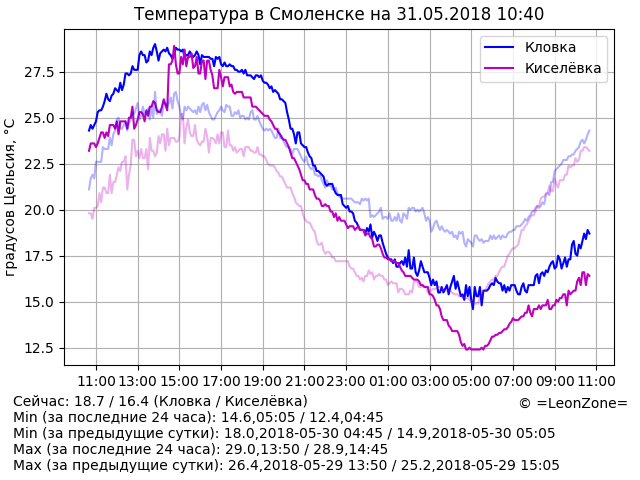 Температура в Смоленске на 31.05.2018 10:40
Кловка
Киселёвка
градусов Цельсия, °C
27.5
25.0
22.5
20.0
17.5
15.0
12.5
11:00 13:00 15:00 17:00 19:00 21:00 23:00 01:00 03:00 05:00 07:00 09:00 11:00
Сейчас: 18.7 / 16.4 (Кловка / Киселёвка)
© =LeonZone=
Min (за последние 24 часа): 14.6,05:05 / 12.4,04:45
Min (за предыдущие сутки): 18.0,2018-05-30 04:45 / 14.9,2018-05-30 05:05
Max (за последние 24 часа): 29.0,13:50 / 28.9,14:45
Max (за предыдущие сутки): 26.4,2018-05-29 13:50 / 25.2,2018-05-29 15:05